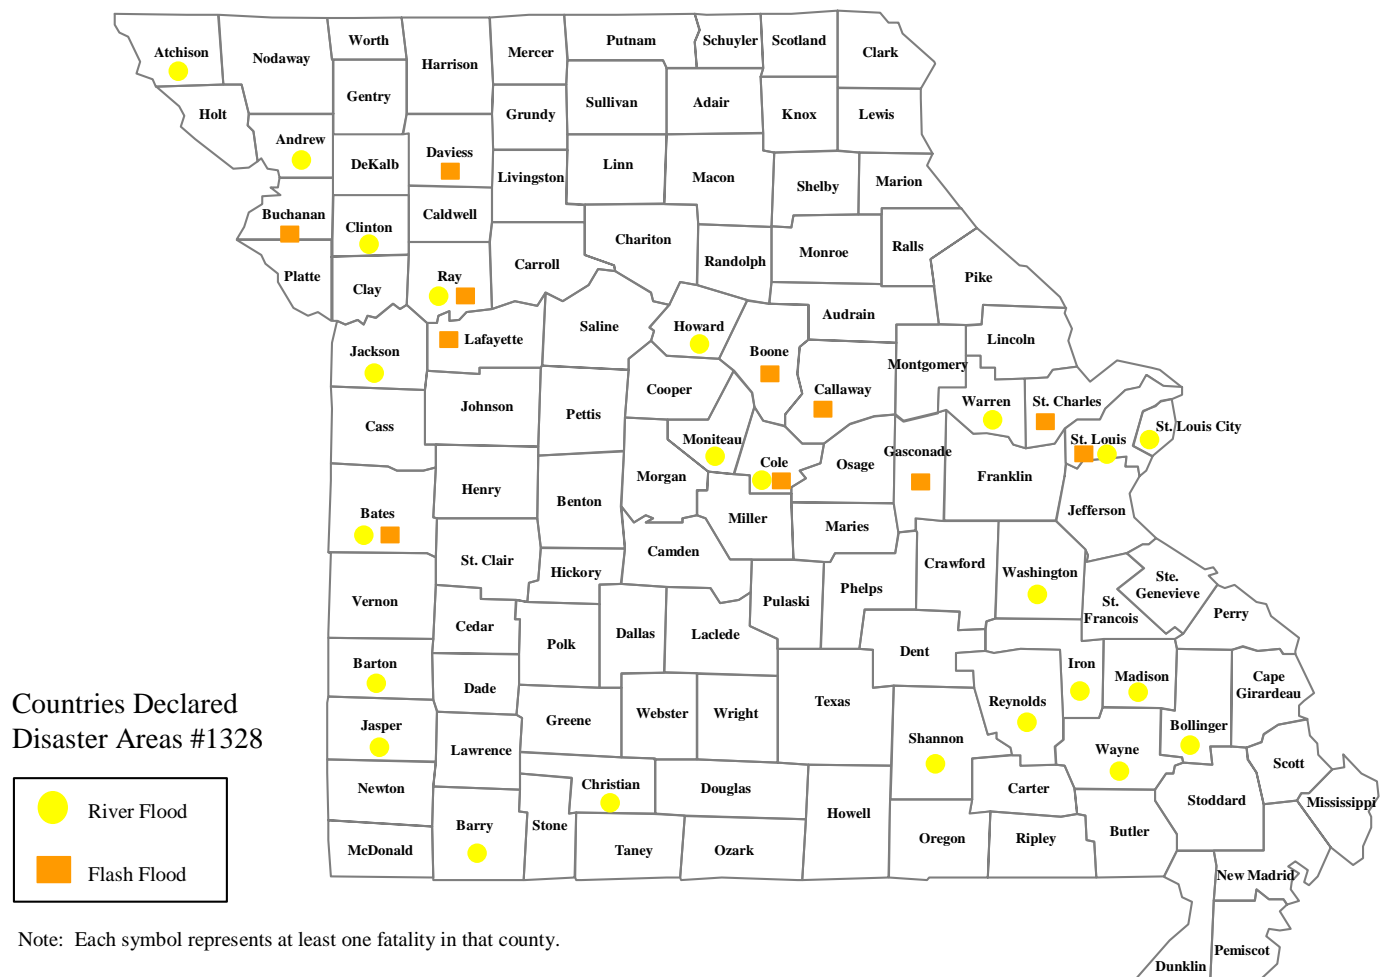 Worth
Putnam
Schuyler
Scotland
Atchison
Nodaway
Harrison
Mercer
Clark
Gentry
Sullivan
Adair
Holt
Grundy
Knox
Lewis
Andrew
DeKalb
Daviess
Livingston
Linn
Macon
Shelby
Marion
Buchanan
Clinton
Caldwell
Chariton
Randolph
Monroe
Ralls
Platte
Clay
Ray
Carroll
Pike
Saline
Howard
Audrain
Lafayette
Lincoln
Jackson
Boone
Montgomery
Cooper
Callaway
Johnson
Pettis
Warren
St. Charles
Cass
Moniteau
St. Louis
St. Louis City
Cole
Osage
Gasconade
Morgan
Franklin
Henry
Benton
Bates
Miller
Maries
Jefferson
St. Clair
Camden
Hickory
Crawford
Washington
Ste.
Genevieve
Vernon
Pulaski
Phelps
St.
Francois
Perry
Cedar
Polk
Dallas
Laclede
Dent
Barton
Iron
Madison
Cape
Girardeau
Dade
Texas
Reynolds
Countries Declared
Disaster Areas #1328
Jasper
Greene
Webster
Wright
Bollinger
Lawrence
Shannon
Wayne
Scott
Newton
Christian
Douglas
Carter
Stoddard
Mississippi
River Flood
Howell
Barry
Stone
Oregon
Ripley
Butler
McDonald
Taney
Ozark
Flash Flood
New Madrid
Note: Each symbol represents at least one fatality in that county.
Pemiscot
Dunklin